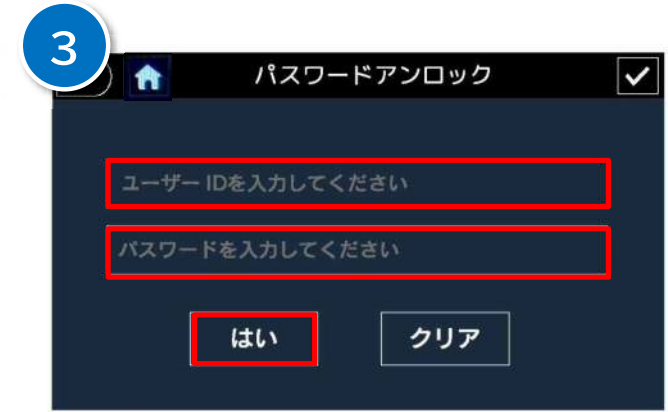 3
パスワードアンロック
ユーザー IDを入力してください
パスワードを入力してください
はい
クリア